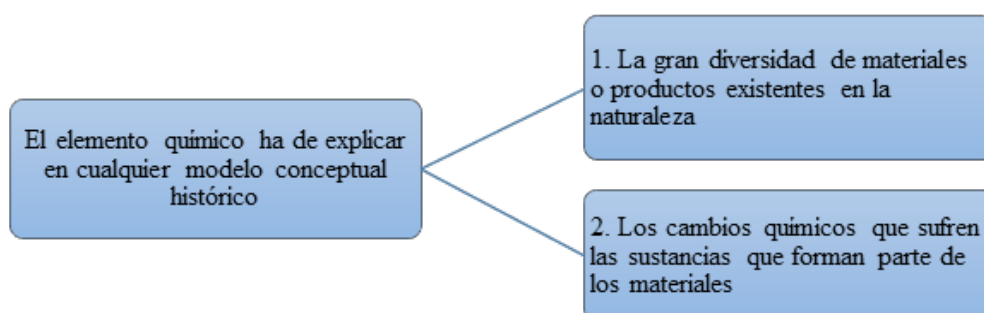 El elemento químico ha de explicar
en cualquier modelo conceptual
histórico
1. La gran diversidad de materiales
o productos existentes en la
naturaleza
2. Los cambios químicos que sufren
las sustancias que forman parte de
los materiales